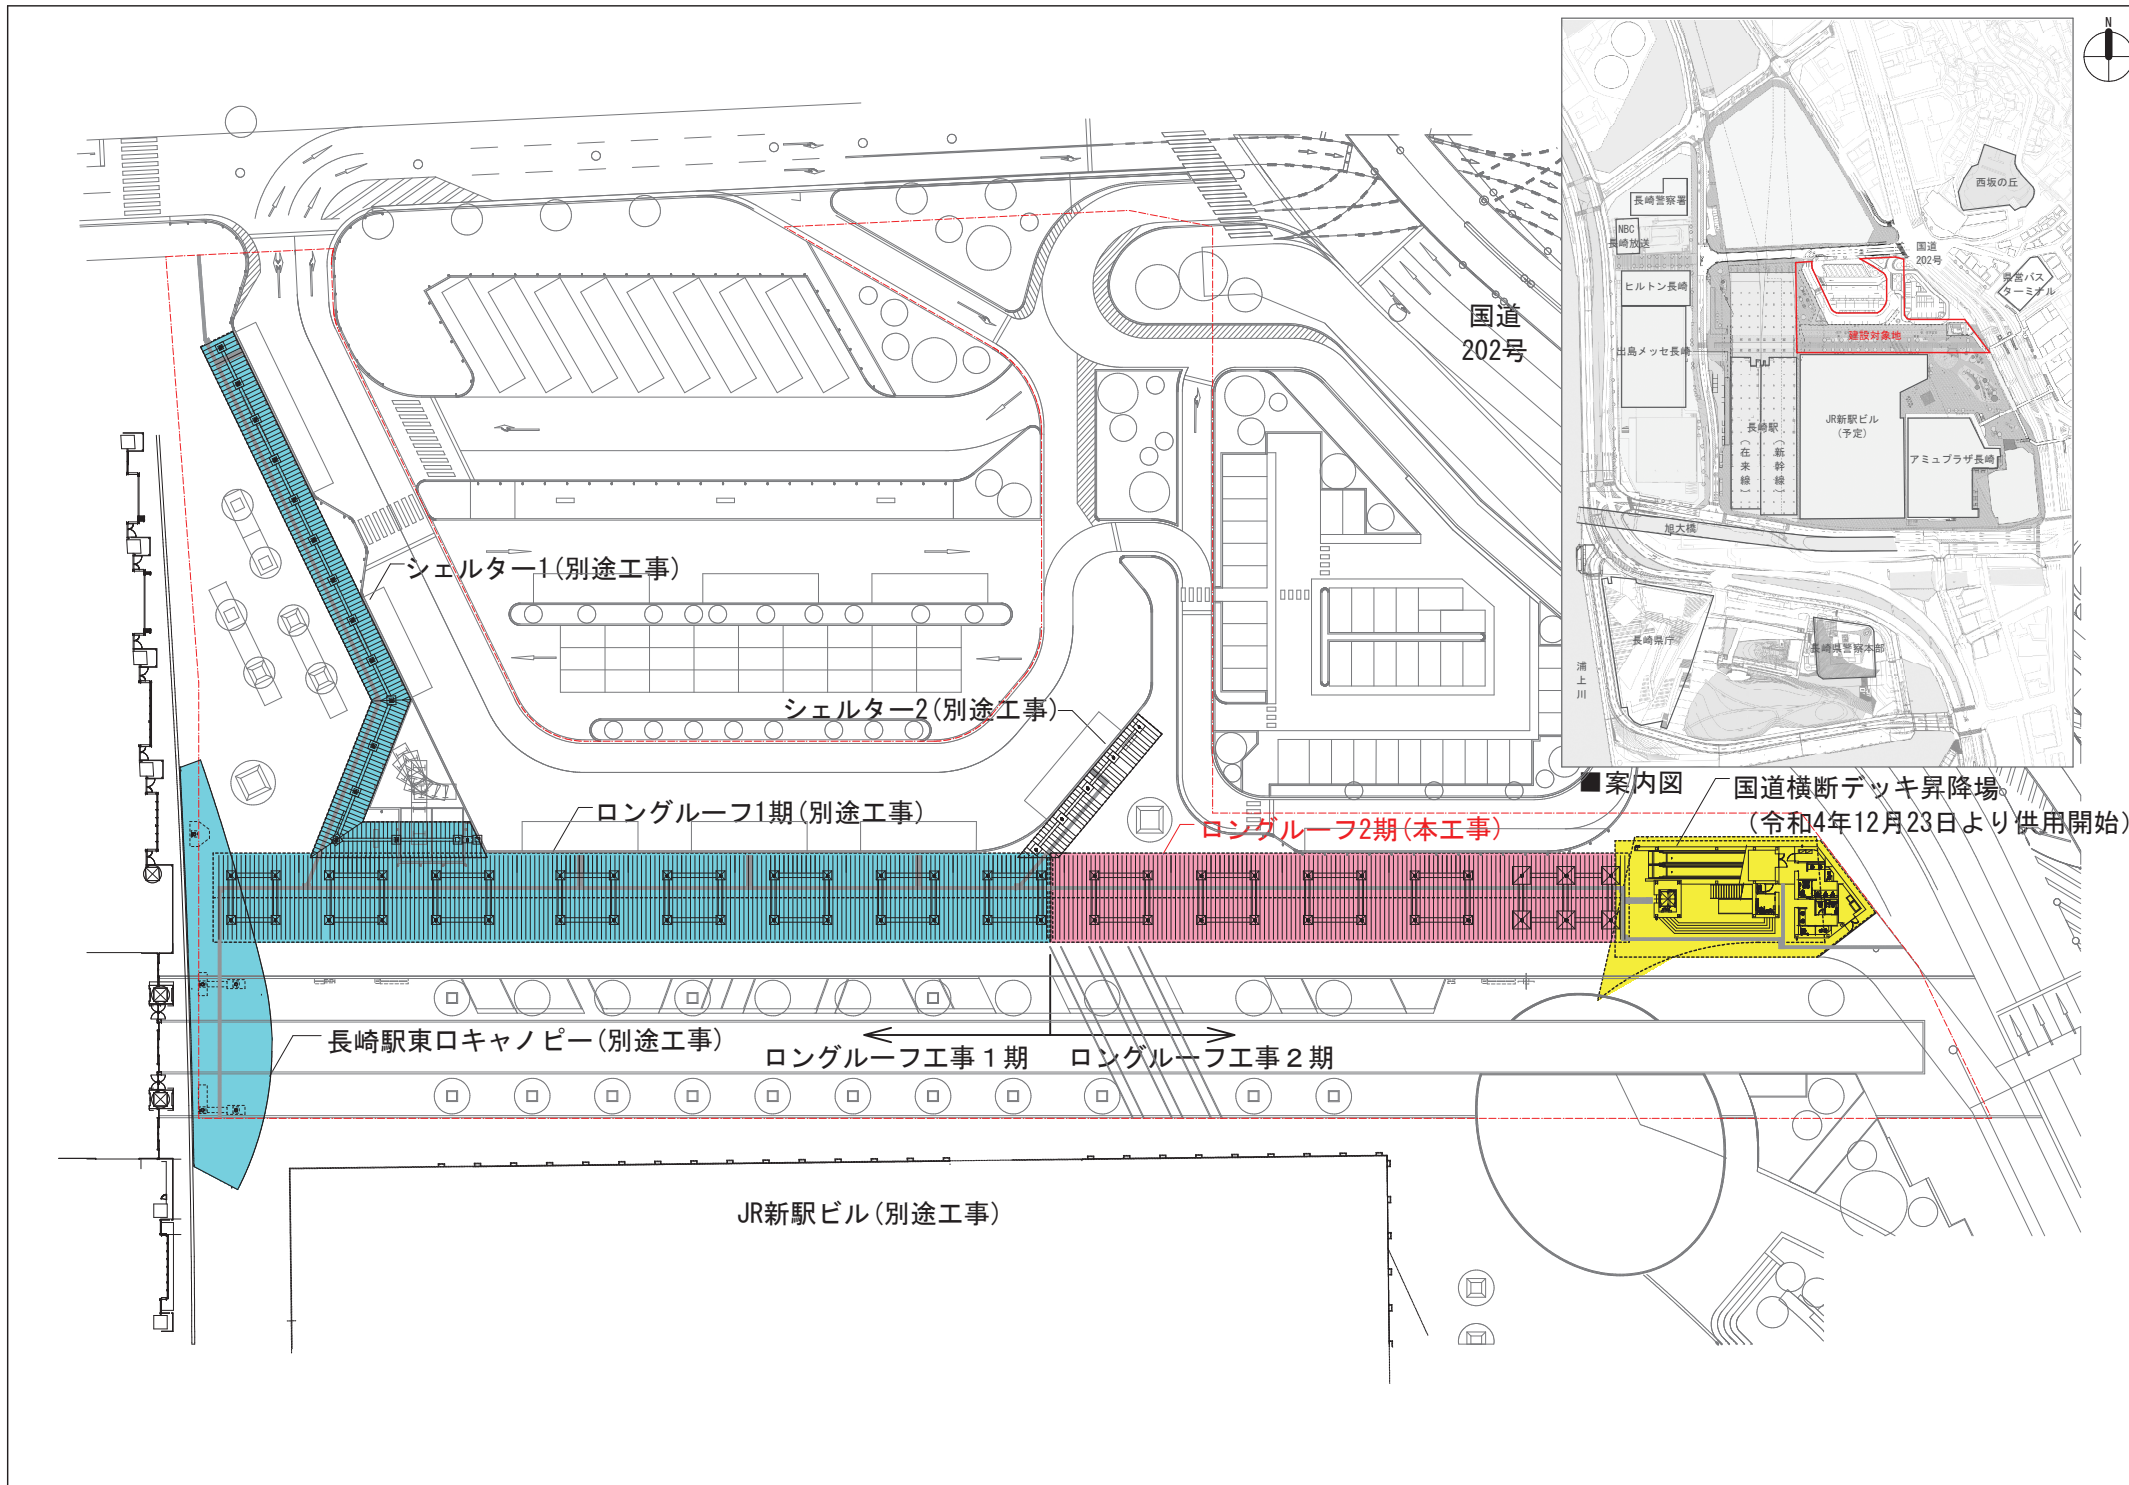 N
西坂の丘
長崎警察署
NBC
長崎放送
国道
202号
県営バス
ターミナル
ヒルトン長崎
建設対象地
出島メッセ長崎
JR新駅ビル
(予定)
長崎駅
(在来線)
(新幹線)
アミュプラザ長崎
旭大橋
長崎県庁
長崎県警察本部
浦上川
■案内図
国道
202号
シェルター1(別途工事)
シェルター2(別途工事)
国道横断デッキ昇降場
(令和4年12月23日より供用開始)
ロングルーフ1期(別途工事)
ロングルーフ2期(本工事)
長崎駅東口キャノピー(別途工事)
ロングルーフ工事1期
ロングルーフ工事2期
JR新駅ビル(別途工事)